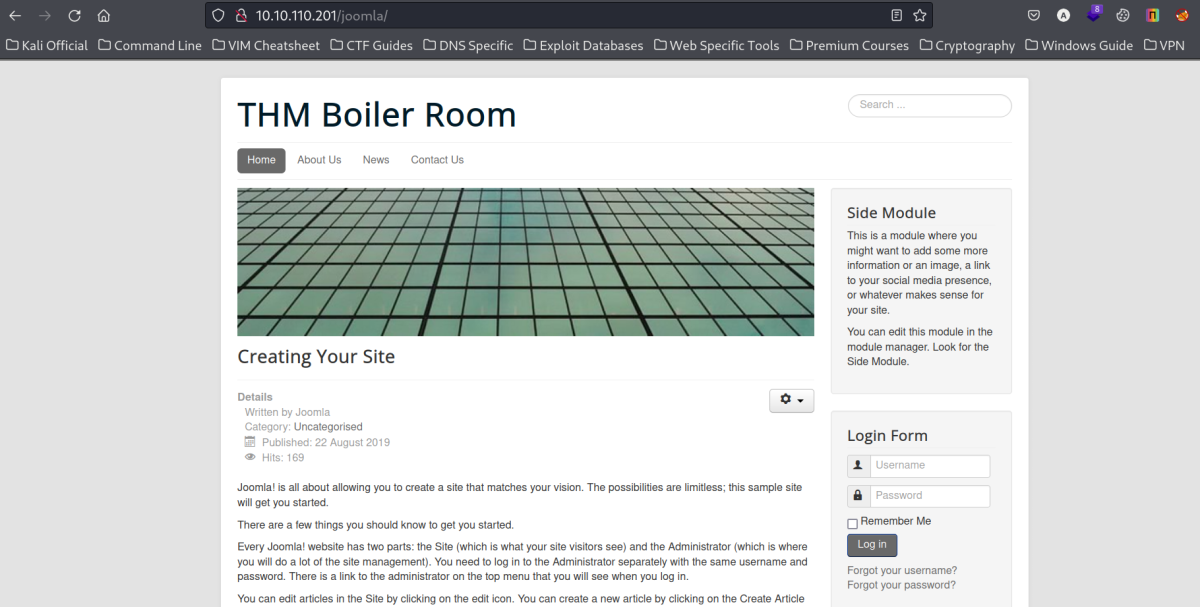 10.10.110.201/joomla/
8
A
Kali Official Command Line VIM Cheatsheet CTF Guides DNS Specific Exploit Databases Web Specific Tools Premium Courses Cryptography Windows Guide VPN
THM Boiler Room
Search ...
Home About Us News Contact Us
Creating Your Site
Details
Written by Joomla
Category: Uncategorised
Published: 22 August 2019
Hits: 169
Joomla! is all about allowing you to create a site that matches your vision. The possibilities are limitless; this sample site
will get you started.
There are a few things you should know to get you started.
Every Joomla! website has two parts: the Site (which is what your site visitors see) and the Administrator (which is where
you will do a lot of the site management). You need to log in to the Administrator separately with the same username and
password. There is a link to the administrator on the top menu that you will see when you log in.
You can edit articles in the Site by clicking on the edit icon. You can create a new article by clicking on the Create Article
Side Module
This is a module where you
might want to add some more
information or an image, a link
to your social media presence,
or whatever makes sense for
your site.
You can edit this module in the
module manager. Look for the
Side Module.
Login Form
Username
Password
Remember Me
Log in
Forgot your username?
Forgot your password?